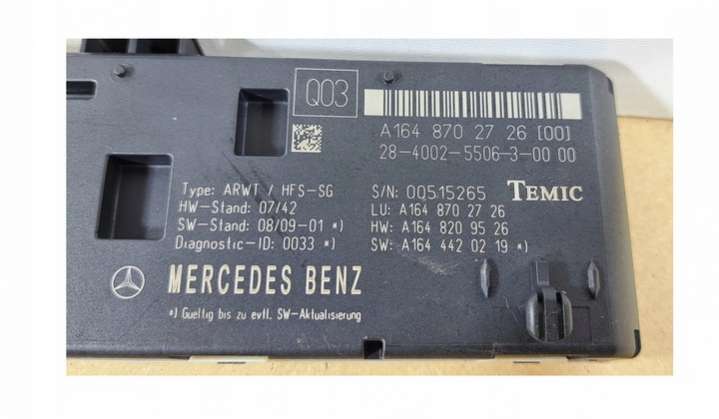 Q03
A164 870 27 26 [00]
28-4002-5506-3-00 00
Type: ARWT / HFS-SG
HW-Stand: 07/42
SW-Stand: 08/09-01 *)
Diagnostic-ID: 0033 *)
S/N: 00515265
TEMIC
LU: A164 870 27 26
HW: A164 820 95 26
SW: A164 442 02 19 *)
MERCEDES BENZ
*) Gueltig bis zu evtl. SW-Aktualisierung